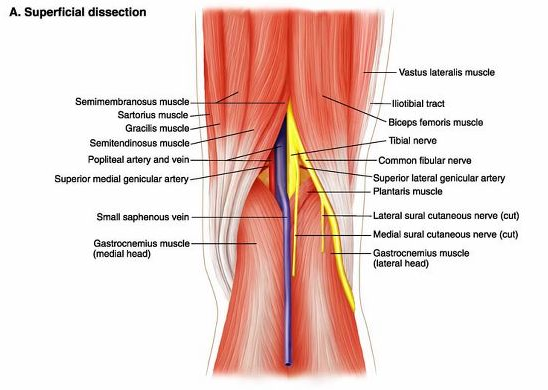 A. Superficial dissection
Semimembranosus muscle
Sartorius muscle
Gracilis muscle
Semitendinosus muscle
Popliteal artery and vein
Superior medial genicular artery
Small saphenous vein
Gastrocnemius muscle
(medial head)
Vastus lateralis muscle
Iliotibial tract
Biceps femoris muscle
Tibial nerve
Common fibular nerve
Superior lateral genicular artery
Plantaris muscle
Lateral sural cutaneous nerve (cut)
Medial sural cutaneous nerve (cut)
Gastrocnemius muscle
(lateral head)